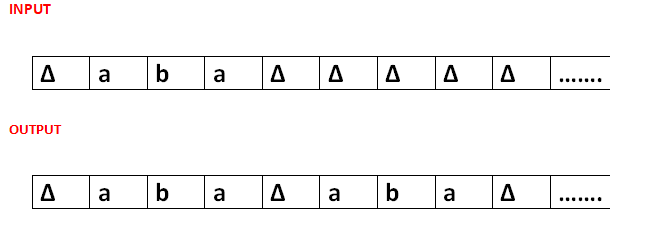 INPUT
Δ a b a Δ Δ Δ Δ Δ .......
OUTPUT
Δ a b a Δ a b a Δ .......